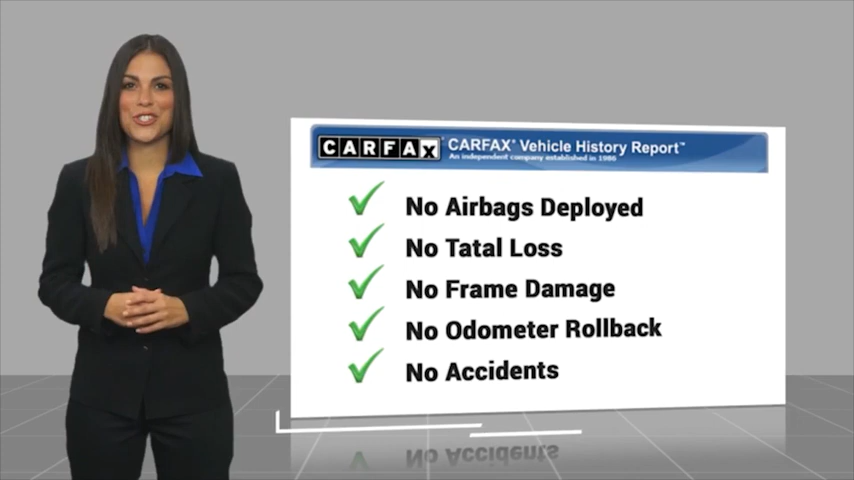 CARFAX
CARFAX® Vehicle History Report™
An independent company established in 1986
No Airbags Deployed
No Tatal Loss
No Frame Damage
No Odometer Rollback
No Accidents
No Accidents